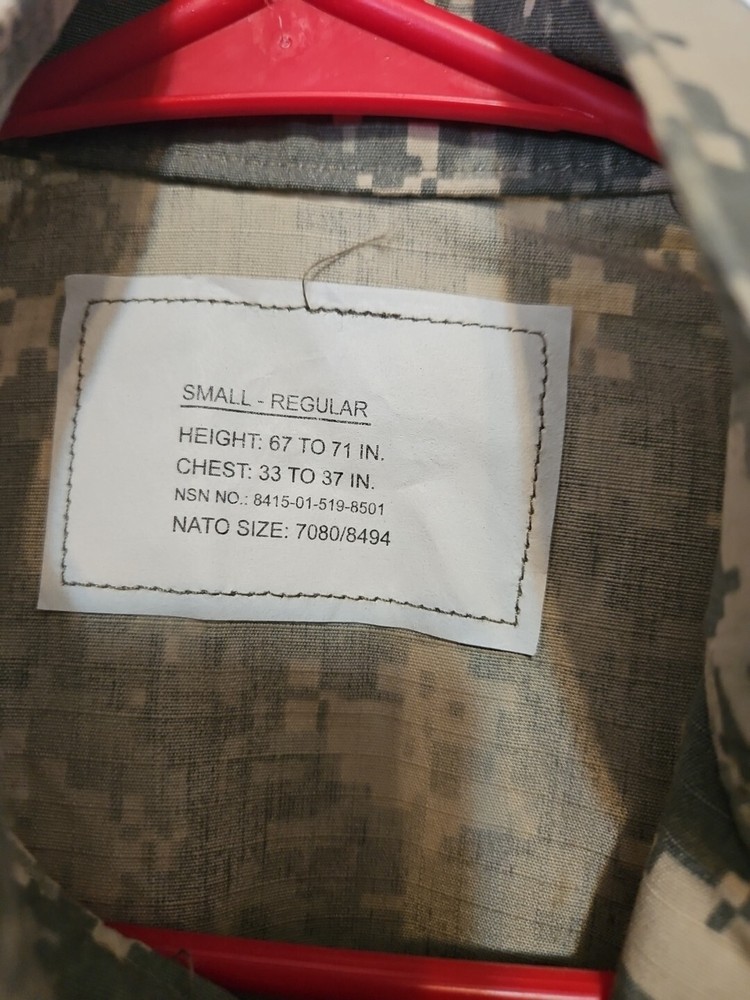 SMALL - REGULAR
HEIGHT: 67 TO 71 IN.
CHEST: 33 TO 37 IN.
NSN NO.: 8415-01-519-8501
NATO SIZE: 7080/8494